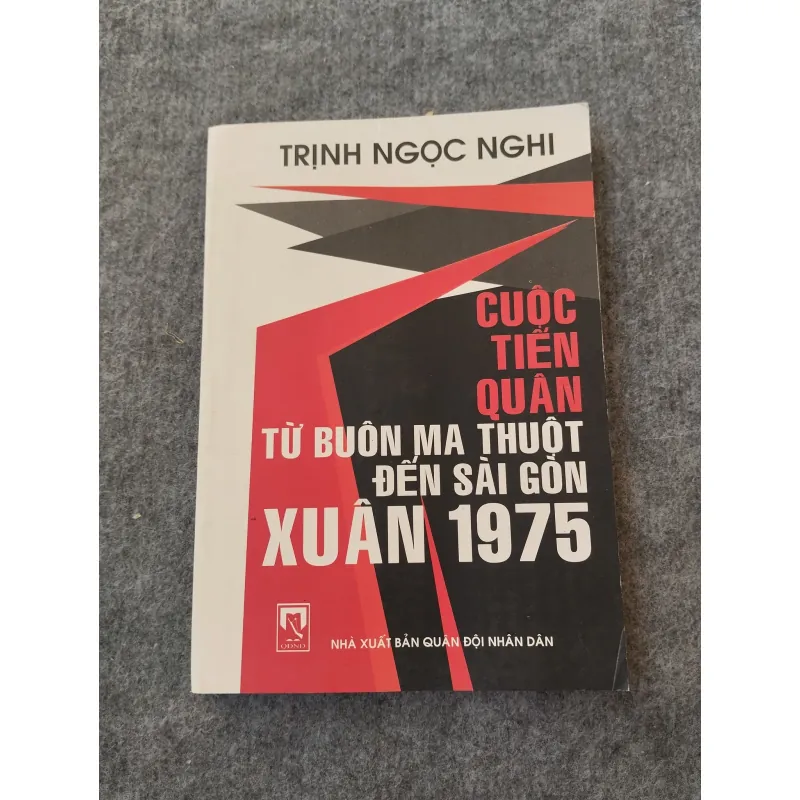 TRỊNH NGỌC NGHI
CUỘC
TIẾN
QUÂN
TỪ BUÔN MA THUỘT
ĐẾN SÀI GÒN
XUÂN 1975
QĐND
NHÀ XUẤT BẢN QUÂN ĐỘI NHÂN DÂN